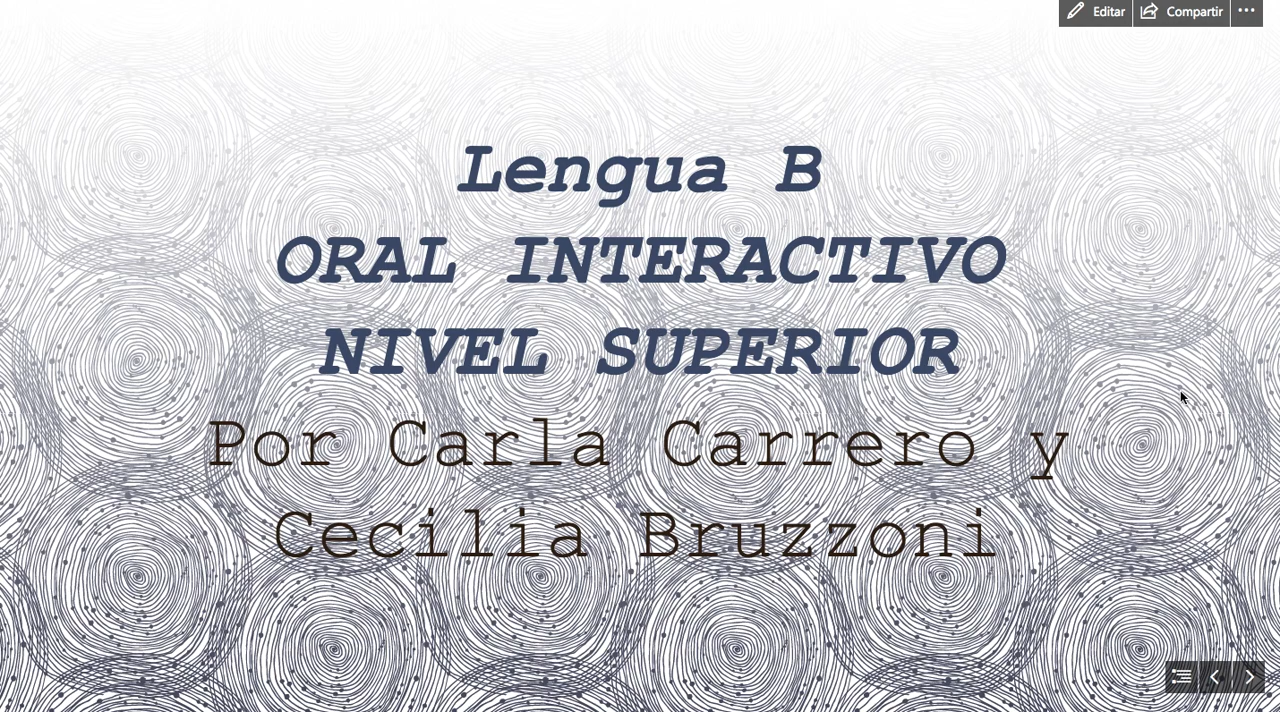 Editar
Compartir
Lengua B
ORAL INTERACTIVO
NIVEL SUPERIOR
Por Carla Carrero y
Cecilia Bruzzoni